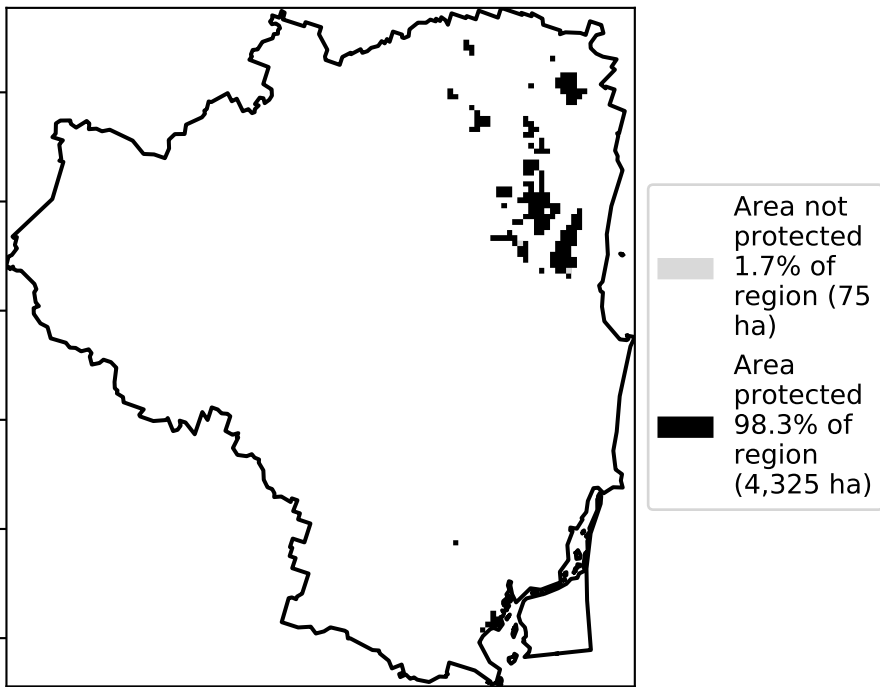 Area not
protected
1.7% of
region (75
ha)
Area
protected
98.3% of
region
(4,325 ha)